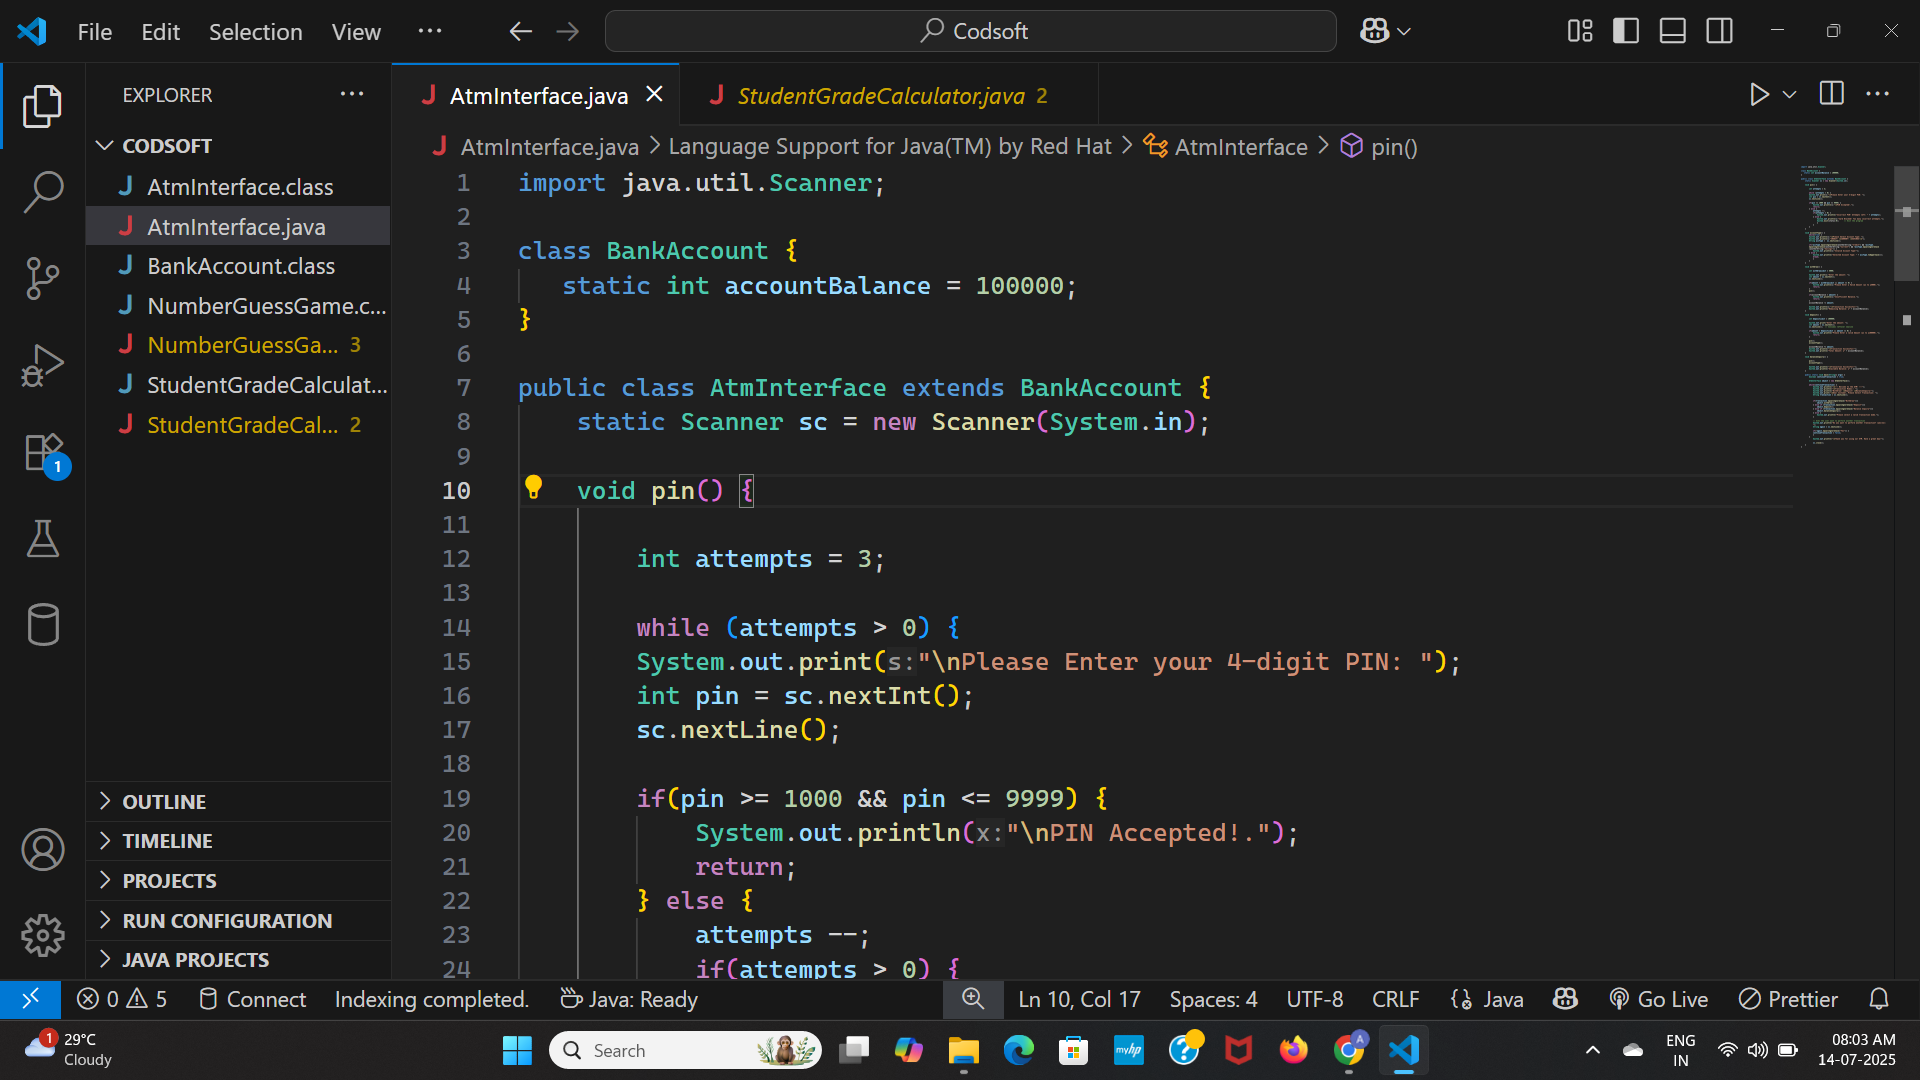 File Edit Selection View ··· Codsoft
EXPLORER ···
CODSOFT
AtmInterface.class
AtmInterface.java
BankAccount.class
NumberGuessGame.c...
NumberGuessGa... 3
StudentGradeCalculat...
StudentGradeCal... 2
OUTLINE
TIMELINE
PROJECTS
RUN CONFIGURATION
JAVA PROJECTS
1
AtmInterface.java StudentGradeCalculator.java 2
AtmInterface.java > Language Support for Java(TM) by Red Hat > AtmInterface > pin()
1 import java.util.Scanner;
2
3 class BankAccount {
4 static int accountBalance = 100000;
5 }
6
7 public class AtmInterface extends BankAccount {
8 static Scanner sc = new Scanner(System.in);
9
10 void pin() {
11
12 int attempts = 3;
13
14 while (attempts > 0) {
15 System.out.print(s:"\nPlease Enter your 4-digit PIN: ");
16 int pin = sc.nextInt();
17 sc.nextLine();
18
19 if(pin >= 1000 && pin <= 9999) {
20 System.out.println(x:"\nPIN Accepted!.");
21 return;
22 } else {
23 attempts --;
24 if(attempts > 0) {
0 5 Connect Indexing completed. Java: Ready Ln 10, Col 17 Spaces: 4 UTF-8 CRLF Java Go Live Prettier
1 29°C
Cloudy
Search
myhp
A
ENG
IN
08:03 AM
14-07-2025